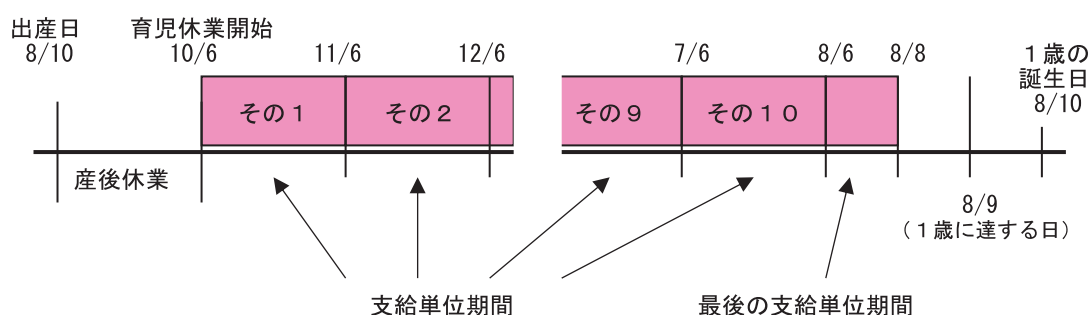 出産日
8/10
育児休業開始
10/6
11/6
12/6
7/6
8/6
8/8
1歳の
誕生日
8/10
その1
その2
その9
その10
産後休業
8/9
(1歳に達する日)
支給単位期間
最後の支給単位期間